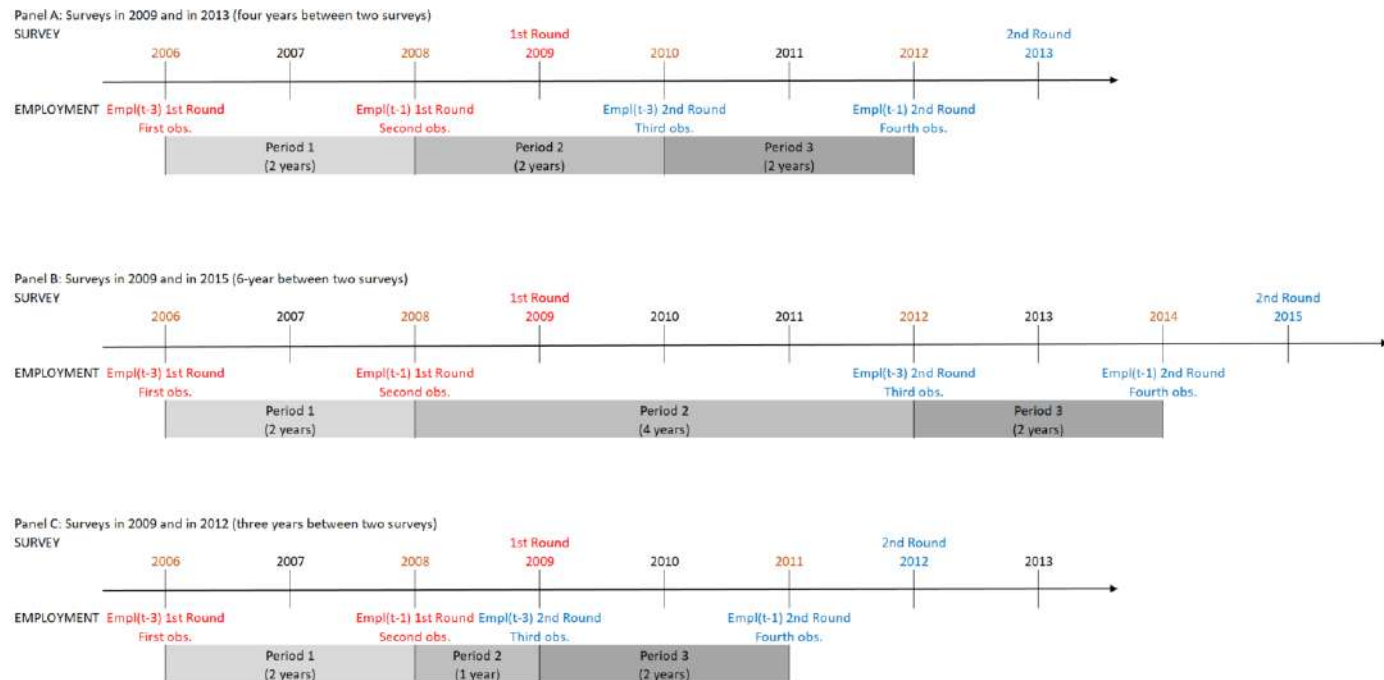 Panel A: Surveys in 2009 and in 2013 (four years between two surveys)
SURVEY 1st Round 2nd Round
2006 2007 2008 2009 2010 2011 2012 2013
EMPLOYMENT Empl(t-3) 1st Round Empl(t-1) 1st Round Empl(t-3) 2nd Round Empl(t-1) 2nd Round
First obs. Second obs. Third obs. Fourth obs.
Period 1 Period 2 Period 3
(2 years) (2 years) (2 years)
Panel B: Surveys in 2009 and in 2015 (6-year between two surveys)
SURVEY 1st Round 2nd Round
2006 2007 2008 2009 2010 2011 2012 2013 2014 2015
EMPLOYMENT Empl(t-3) 1st Round Empl(t-1) 1st Round Empl(t-3) 2nd Round Empl(t-1) 2nd Round
First obs. Second obs. Third obs. Fourth obs.
Period 1 Period 2 Period 3
(2 years) (4 years) (2 years)
Panel C: Surveys in 2009 and in 2012 (three years between two surveys)
SURVEY 1st Round 2nd Round
2006 2007 2008 2009 2010 2011 2012 2013
EMPLOYMENT Empl(t-3) 1st Round Empl(t-1) 1st Round Empl(t-3) 2nd Round Empl(t-1) 2nd Round
First obs. Second obs. Third obs. Fourth obs.
Period 1 Period 2 Period 3
(2 years) (1 year) (2 years)